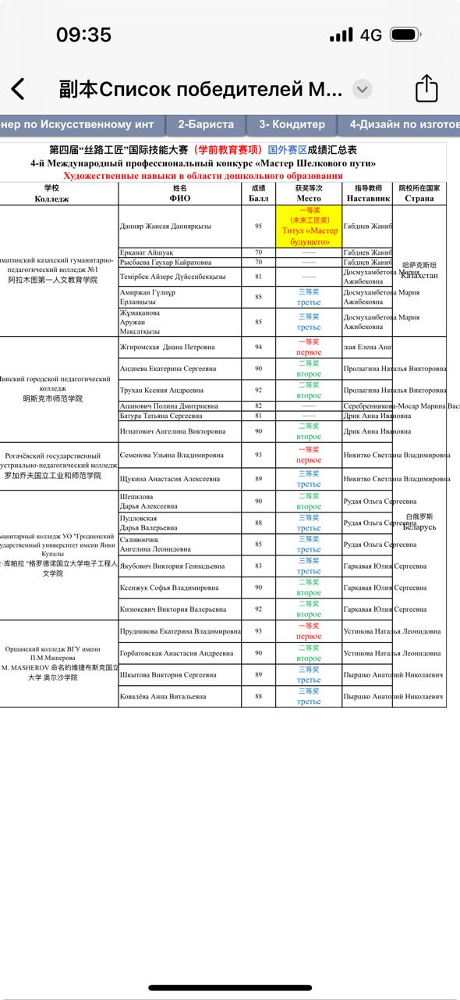 09:35 4G
副本Список победителей М...
нер по Искусственному инт 2-Бариста 3- Кондитер 4-Дизайн по изготов
第四届“丝路工匠”国际技能大赛（学前教育赛项）国外赛区成绩汇总表
4-й Международный профессиональный конкурс «Мастер Шелкового пути»
Художественные навыки в области дошкольного образования
学校 姓名 成绩 获奖等次 指导教师 院校所在国家
Колледж ФИО Балл Место Наставник Страна
лматинский казахский гуманитарно-
педагогический колледж №1
阿拉木图第一人文教育学院
Данияр Жансая Даниярқызы 95 一等奖
（未来工匠奖）
Титул «Мастер
будущего» Габдиев Жаниб
Ерқанат Айшуақ 70 —— Габдиев Жаниб
Рысбаева Гаухар Кайратовна 70 —— Габдиев Жаниб
Темірбек Айзере Дүйсенбекқызы 81 —— Досмухамбетова Мария
Ажибековна
Амиржан Гүлнұр
Ерланқызы 85 三等奖
третье Досмухамбетова Мария
Ажибековна
Жұмақанова
Аружан
Мақсатқызы 85 三等奖
третье Досмухамбетова Мария
Ажибековна
哈萨克斯坦
Казахстан
Минский городской педагогический
колледж
明斯克市师范学院
Жгиромская Диана Петровна 94 一等奖
первое ская Елена Анат
Андиева Екатерина Сергеевна 90 二等奖
второе Пролыгина Наталья Викторовна
Трухан Ксения Андреевна 92 二等奖
второе Пролыгина Наталья Викторовна
Апанович Полина Дмитриевна 82 —— Серебренникова-Мосар Марина Вас
Батура Татьяна Сергеевна 81 —— Дрик Анна Ивановна
Игнатович Ангелина Викторовна 90 二等奖
второе Дрик Анна Ивановна
Рогачёвский государственный
устриально-педагогический колледж
罗加乔夫国立工业和师范学院
Семенова Ульяна Владимировна 93 一等奖
первое Никитко Светлана Владимировна
Щукина Анастасия Алексеевна 89 三等奖
третье Никитко Светлана Владимировна
манитарный колледж УО "Гродненский
ударственный университет имени Янки
Купалы
·库帕拉 "格罗德诺国立大学电子工程人
文学院
Шепилова
Дарья Алексеевна 90 二等奖
второе Рудая Ольга Сергеевна
Пудловская
Дарья Валерьевна 88 三等奖
третье Рудая Ольга Сергеевна
Саливончик
Ангелина Леонидовна 85 三等奖
третье Рудая Ольга Сергеевна
Якубович Виктория Геннадьевна 83 三等奖
третье Гаркавая Юлия Сергеевна
Ксенжук Софья Владимировна 90 二等奖
второе Гаркавая Юлия Сергеевна
Кизюкевич Виктория Валерьевна 92 二等奖
второе Гаркавая Юлия Сергеевна
白俄罗斯
Беларусь
Оршанский колледж ВГУ имени
П.М.Машерова
M. MASHEROV 命名的维捷布斯克国立
大学 奥尔沙学院
Прудникова Екатерина Владимировна 93 一等奖
первое Устинова Наталья Леонидовна
Горбатовская Анастасия Андреевна 90 二等奖
второе Устинова Наталья Леонидовна
Шкытова Виктория Сергеевна 89 三等奖
третье Пыршко Анатолий Николаевич
Ковалёва Анна Витальевна 88 三等奖
третье Пыршко Анатолий Николаевич